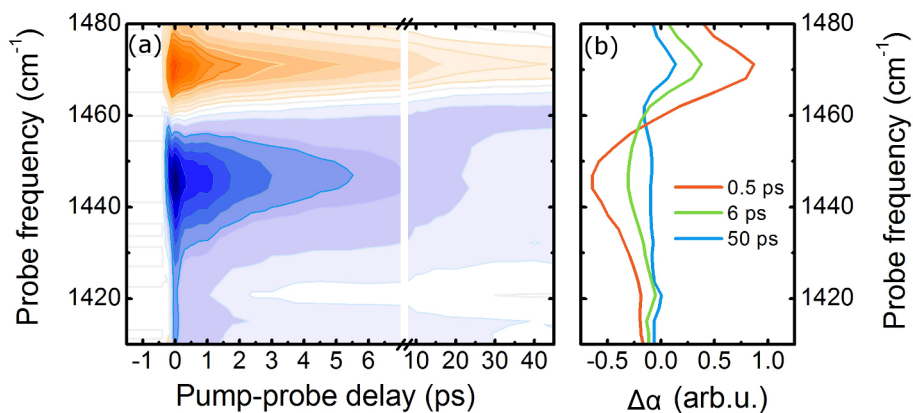 (a)
Probe frequency (cm⁻¹)
1480
1460
1440
1420
-1 0 1 2 3 4 5 6 10 20 30 40
Pump-probe delay (ps)
(b)
0.5 ps
6 ps
50 ps
-0.5 0.0 0.5 1.0
Δα (arb.u.)
1480
1460
1440
1420
Probe frequency (cm⁻¹)